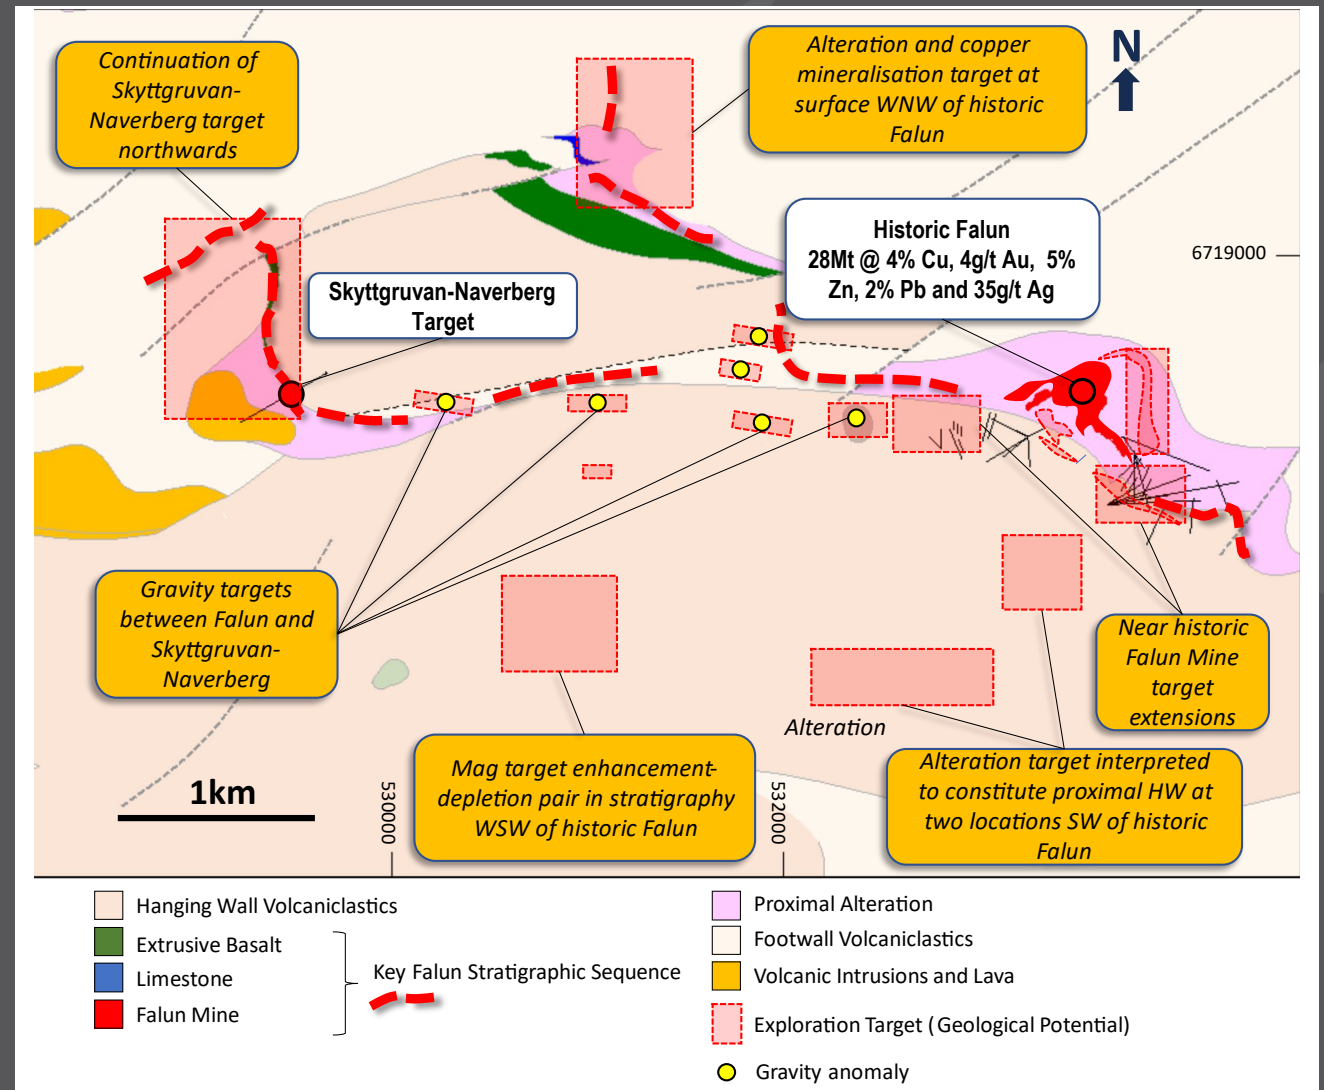 Continuation of
Skyttgruvan-
Naverberg target
northwards
Alteration and copper
mineralisation target at
surface WNW of historic
Falun
N
Historic Falun
28Mt @ 4% Cu, 4g/t Au, 5%
Zn, 2% Pb and 35g/t Ag
6719000
Skyttgruvan-Naverberg
Target
Gravity targets
between Falun and
Skyttgruvan-
Naverberg
Near historic
Falun Mine
target
extensions
Alteration
Mag target enhancement-
depletion pair in stratigraphy
WSW of historic Falun
Alteration target interpreted
to constitute proximal HW at
two locations SW of historic
Falun
1km
530000
532000
Hanging Wall Volcaniclastics
Extrusive Basalt
Limestone
Falun Mine
Key Falun Stratigraphic Sequence
Proximal Alteration
Footwall Volcaniclastics
Volcanic Intrusions and Lava
Exploration Target (Geological Potential)
Gravity anomaly